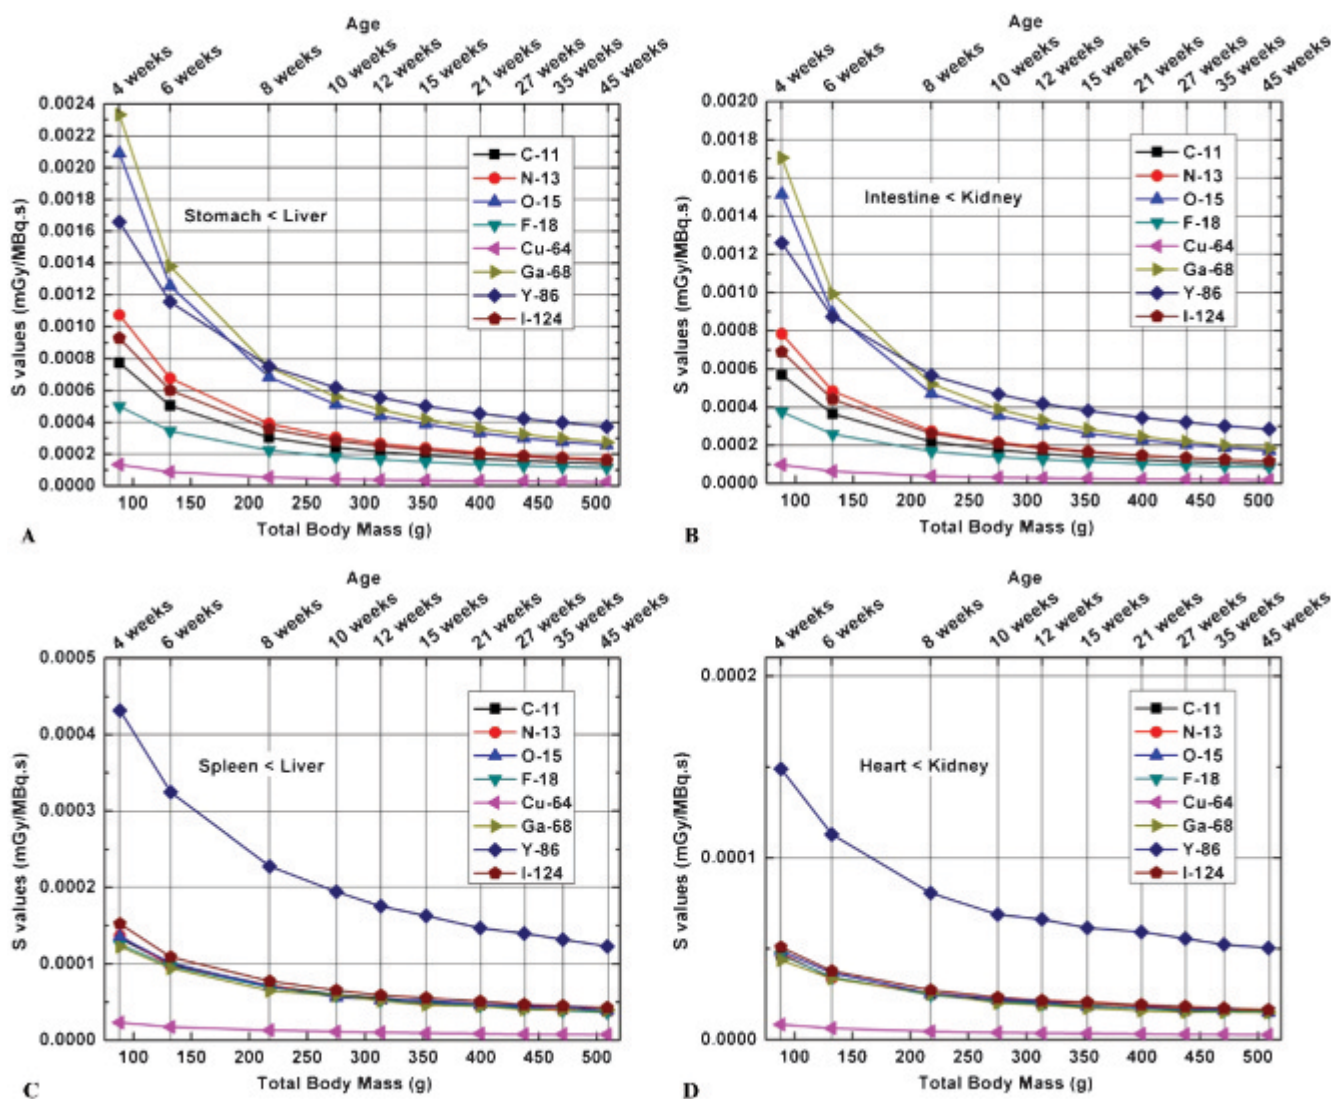 Age
4 weeks 6 weeks 8 weeks 10 weeks 12 weeks 15 weeks 21 weeks 27 weeks 35 weeks 45 weeks
0.0024
0.0022
0.0020
0.0018
0.0016
0.0014
0.0012
0.0010
0.0008
0.0006
0.0004
0.0002
0.0000
S values (mGy/MBq.s)
Stomach < Liver
C-11
N-13
O-15
F-18
Cu-64
Ga-68
Y-86
I-124
100 150 200 250 300 350 400 450 500
Total Body Mass (g)
A
Age
4 weeks 6 weeks 8 weeks 10 weeks 12 weeks 15 weeks 21 weeks 27 weeks 35 weeks 45 weeks
0.0020
0.0018
0.0016
0.0014
0.0012
0.0010
0.0008
0.0006
0.0004
0.0002
0.0000
S values (mGy/MBq.s)
Intestine < Kidney
C-11
N-13
O-15
F-18
Cu-64
Ga-68
Y-86
I-124
100 150 200 250 300 350 400 450 500
Total Body Mass (g)
B
Age
4 weeks 6 weeks 8 weeks 10 weeks 12 weeks 15 weeks 21 weeks 27 weeks 35 weeks 45 weeks
0.0005
0.0004
0.0003
0.0002
0.0001
0.0000
S values (mGy/MBq.s)
Spleen < Liver
C-11
N-13
O-15
F-18
Cu-64
Ga-68
Y-86
I-124
100 150 200 250 300 350 400 450 500
Total Body Mass (g)
C
Age
4 weeks 6 weeks 8 weeks 10 weeks 12 weeks 15 weeks 21 weeks 27 weeks 35 weeks 45 weeks
0.0002
0.0001
0.0000
S values (mGy/MBq.s)
Heart < Kidney
C-11
N-13
O-15
F-18
Cu-64
Ga-68
Y-86
I-124
100 150 200 250 300 350 400 450 500
Total Body Mass (g)
D